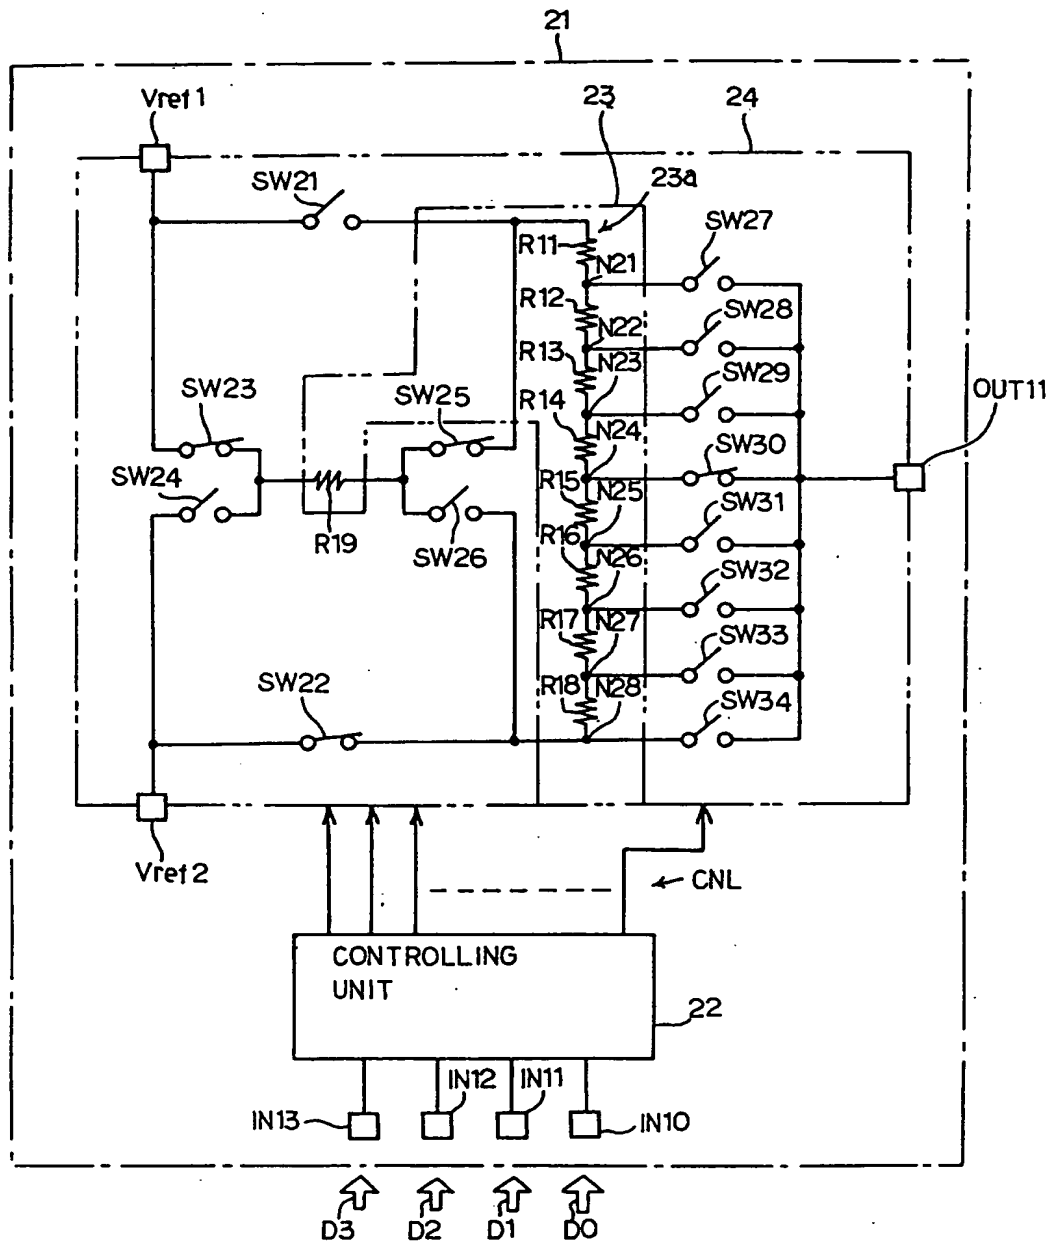 21
Vref1
23
24
SW21
23a
SW27
R11
N21
R12
SW28
N22
R13
N23
SW29
SW23
SW25
R14
OUT11
N24
SW30
SW24
R15
N25
SW31
R19
R16
SW26
N26
SW32
R17
N27
SW33
SW22
R18
N28
SW34
Vref2
CNL
CONTROLLING
UNIT
22
IN12
IN11
IN13
IN10
D3
D2
D1
D0